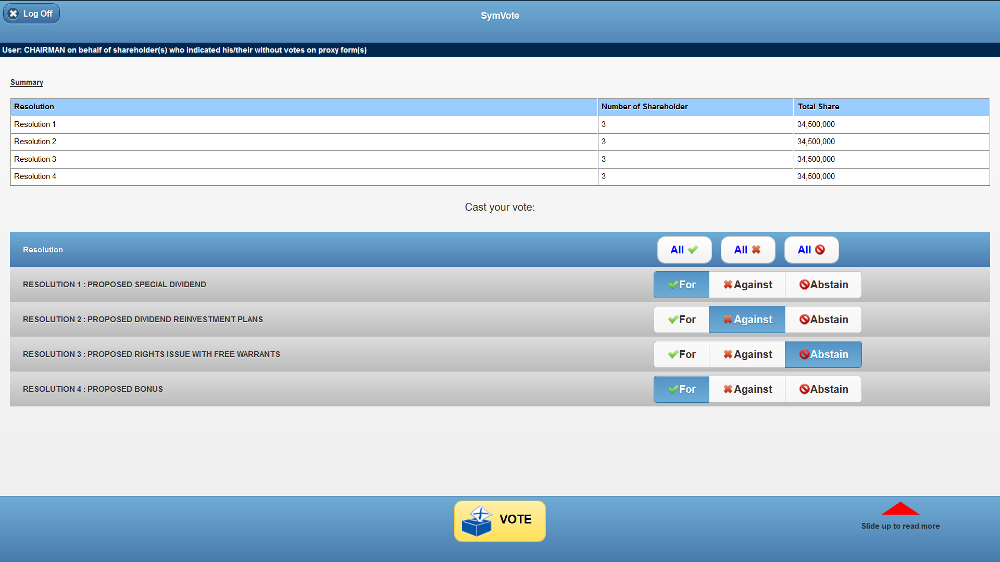 Log Off
SymVote
User: CHAIRMAN on behalf of shareholder(s) who indicated his/their without votes on proxy form(s)
Summary
Resolution Number of Shareholder Total Share
Resolution 1 3 34,500,000
Resolution 2 3 34,500,000
Resolution 3 3 34,500,000
Resolution 4 3 34,500,000
Cast your vote:
Resolution All All All
RESOLUTION 1 : PROPOSED SPECIAL DIVIDEND For Against Abstain
RESOLUTION 2 : PROPOSED DIVIDEND REINVESTMENT PLANS For Against Abstain
RESOLUTION 3 : PROPOSED RIGHTS ISSUE WITH FREE WARRANTS For Against Abstain
RESOLUTION 4 : PROPOSED BONUS For Against Abstain
VOTE
Slide up to read more